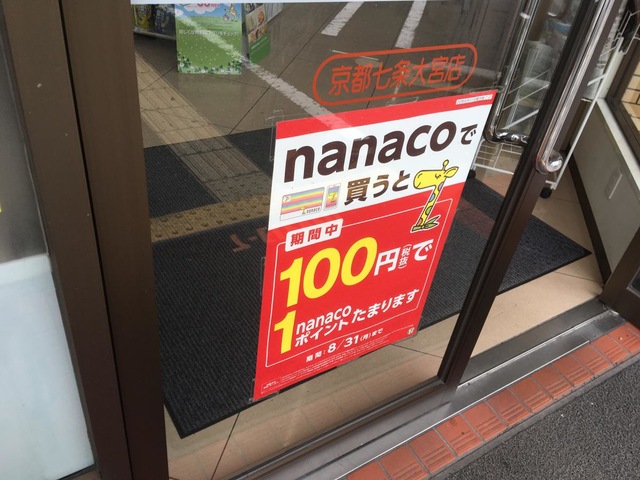 京都七条大宮店
nanacoで
買うと
期間中
100円(税抜)で
1nanacoポイントたまります
期間：8/31(月)まで